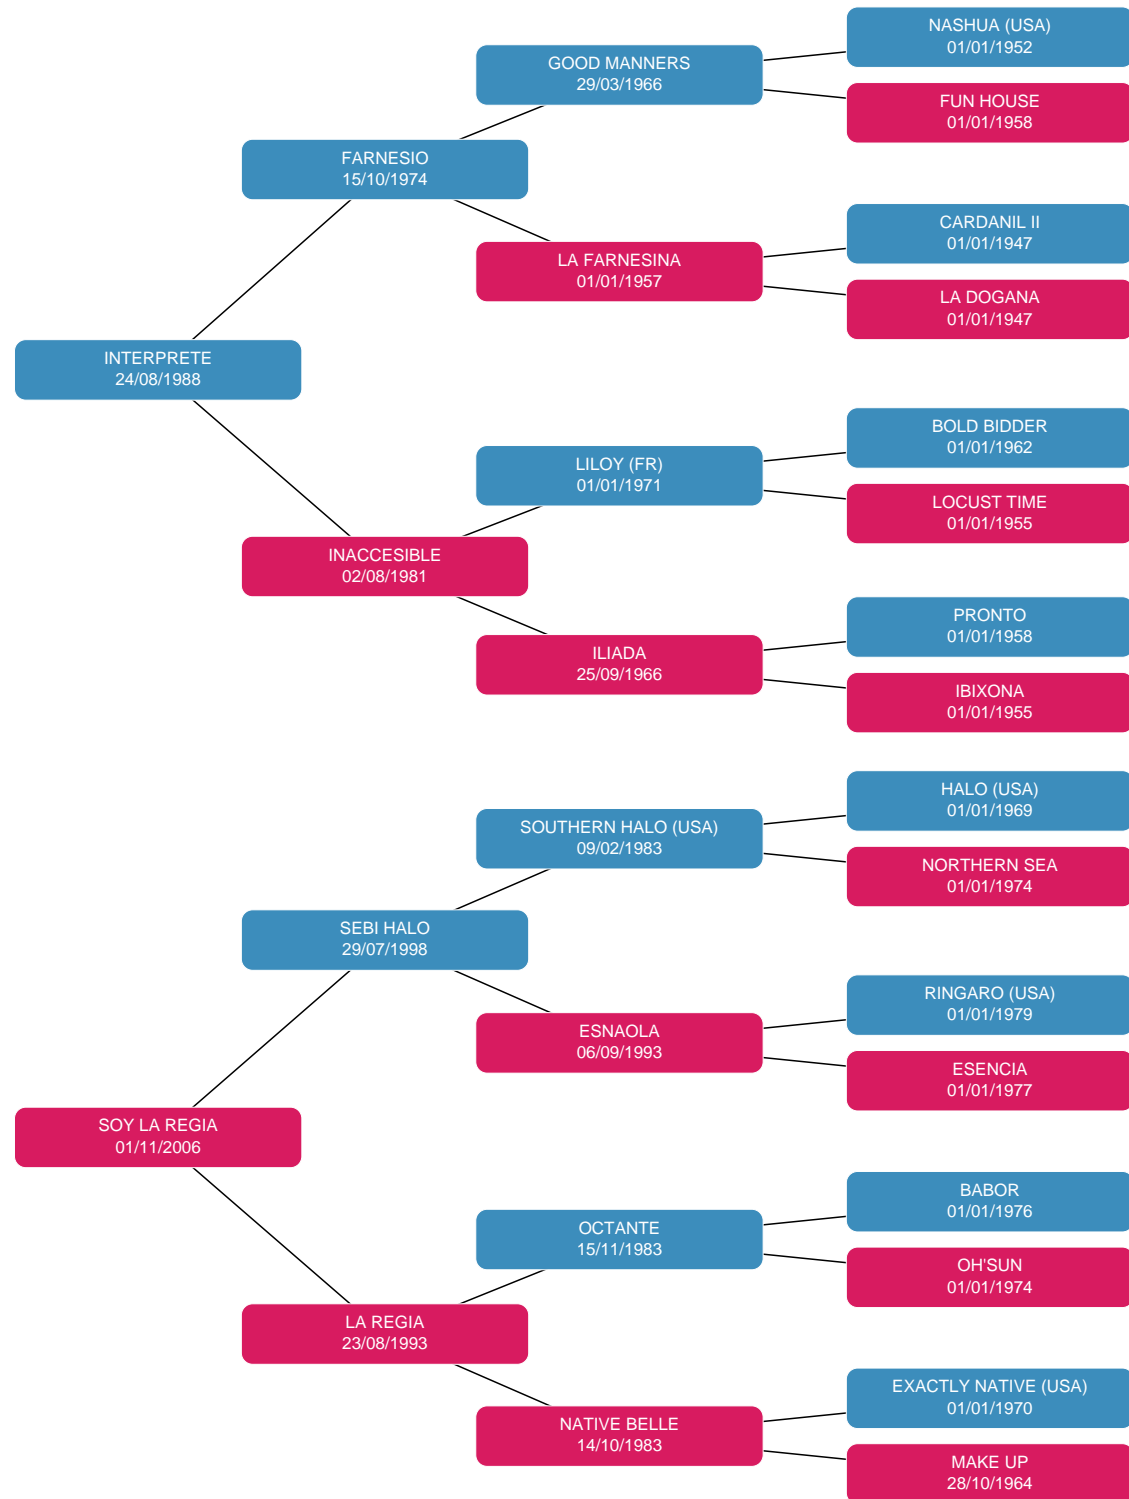 NASHUA (USA)
01/01/1952
GOOD MANNERS
29/03/1966
FUN HOUSE
01/01/1958
FARNESIO
15/10/1974
CARDANIL II
01/01/1947
LA FARNESINA
01/01/1957
LA DOGANA
01/01/1947
INTERPRETE
24/08/1988
BOLD BIDDER
01/01/1962
LILOY (FR)
01/01/1971
LOCUST TIME
01/01/1955
INACCESIBLE
02/08/1981
PRONTO
01/01/1958
ILIADA
25/09/1966
IBIXONA
01/01/1955
HALO (USA)
01/01/1969
SOUTHERN HALO (USA)
09/02/1983
NORTHERN SEA
01/01/1974
SEBI HALO
29/07/1998
RINGARO (USA)
01/01/1979
ESNAOLA
06/09/1993
ESENCIA
01/01/1977
SOY LA REGIA
01/11/2006
BABOR
01/01/1976
OCTANTE
15/11/1983
OH'SUN
01/01/1974
LA REGIA
23/08/1993
EXACTLY NATIVE (USA)
01/01/1970
NATIVE BELLE
14/10/1983
MAKE UP
28/10/1964